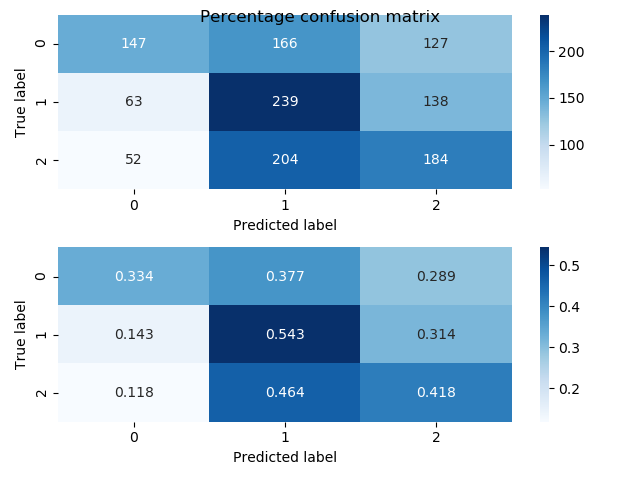 Percentage confusion matrix
True label
0 147 166 127
1 63 239 138
2 52 204 184
0 1 2
Predicted label
200
150
100
True label
0 0.334 0.377 0.289
1 0.143 0.543 0.314
2 0.118 0.464 0.418
0 1 2
Predicted label
0.5
0.4
0.3
0.2